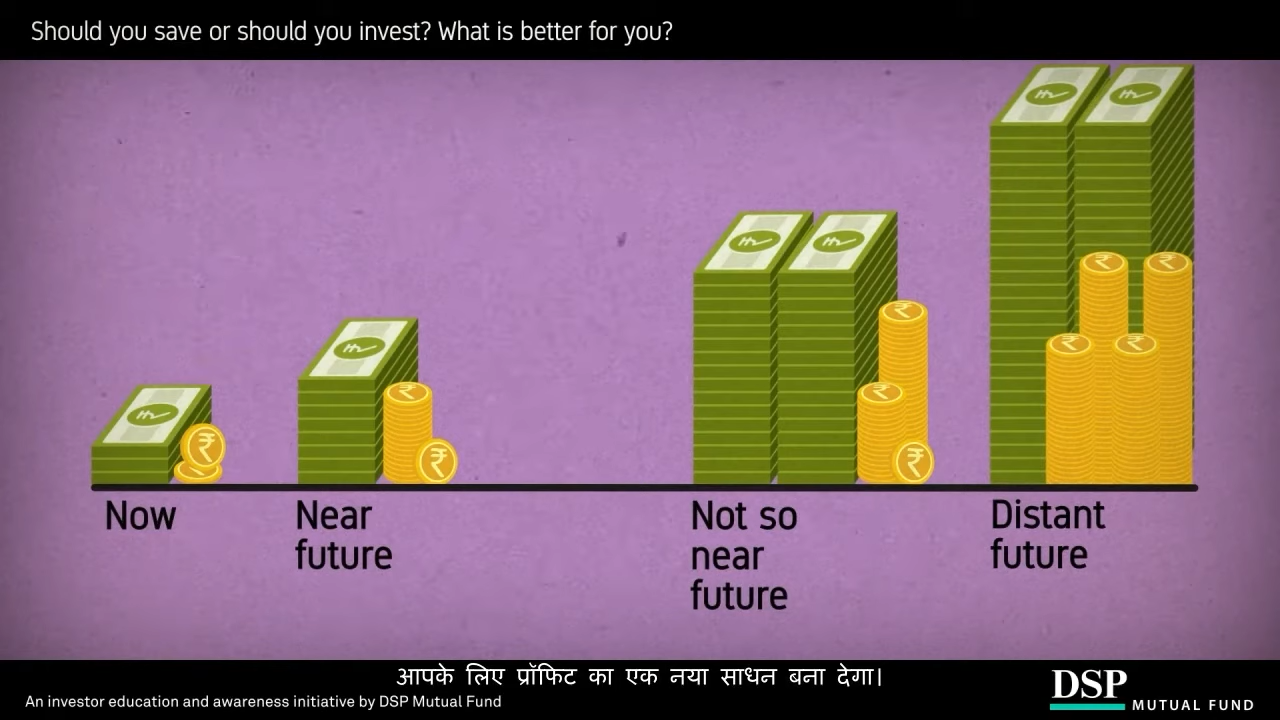 Should you save or should you invest? What is better for you?
Now
Near
future
Not so
near
future
Distant
future
आपके लिए प्रॉफिट का एक नया साधन बना देगा।
An investor education and awareness initiative by DSP Mutual Fund
DSP
MUTUAL FUND